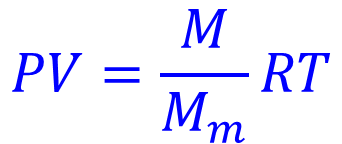 PV = M/M_m RT